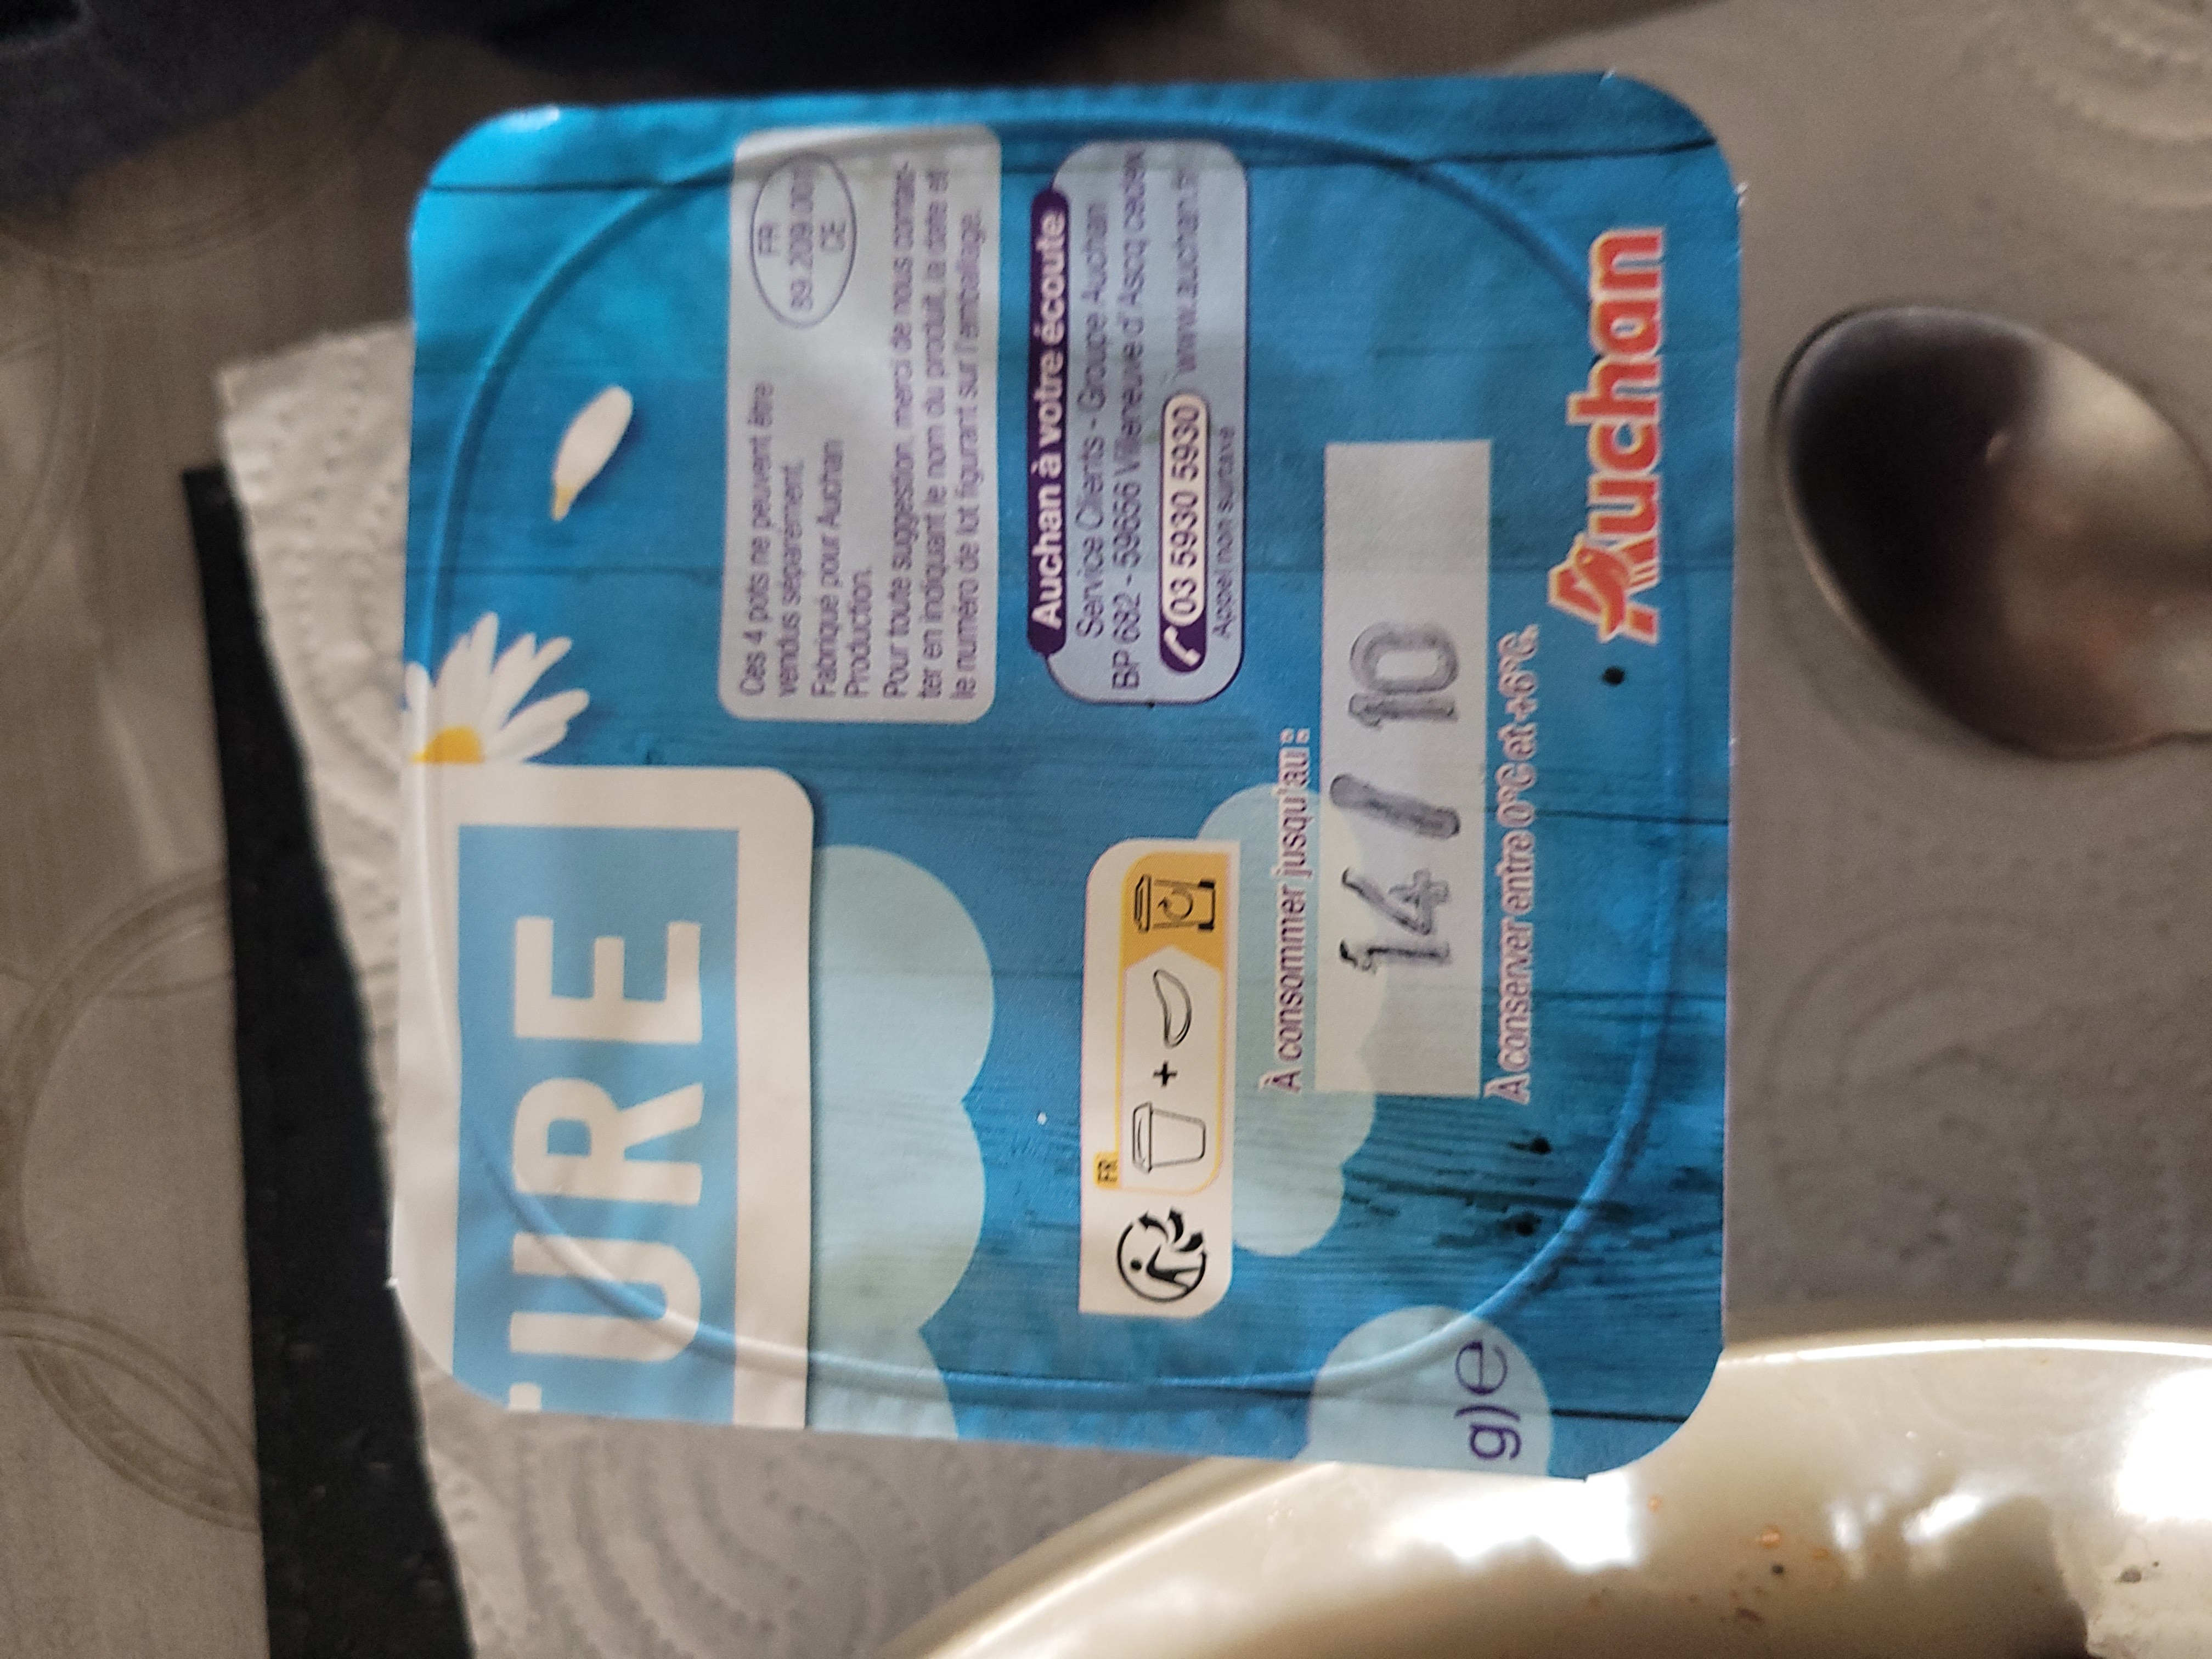 'URE
Ces 4 pots ne peuvent être
vendus séparément.
Fabriqué pour Auchan
Production.
FR
89.209.001
CE
Pour toute suggestion, merci de nous contac-
ter en indiquant le nom du produit, la date et
le numéro de lot figurant sur l'emballage.
Auchan à votre écoute
Service Clients - Groupe Auchan
BP 682 - 59656 Villeneuve d'Ascq cedex
03 5930 5930 www.auchan.fr
Appel non surtaxé
FR
+
À consommer jusqu'au :
14 / 10
À conserver entre 0°C et +6°C.
g)e
Auchan